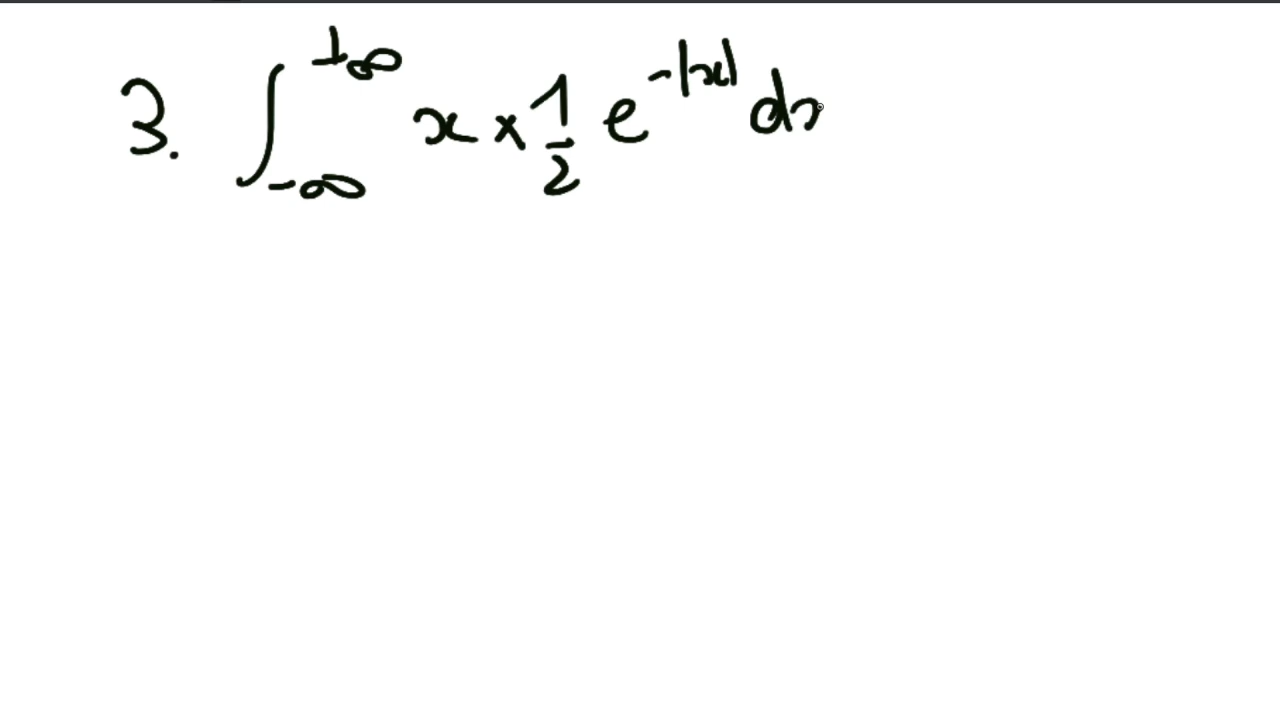 3. ∫_{-∞}^{+∞} x × 1/2 e^{-|x|} dx